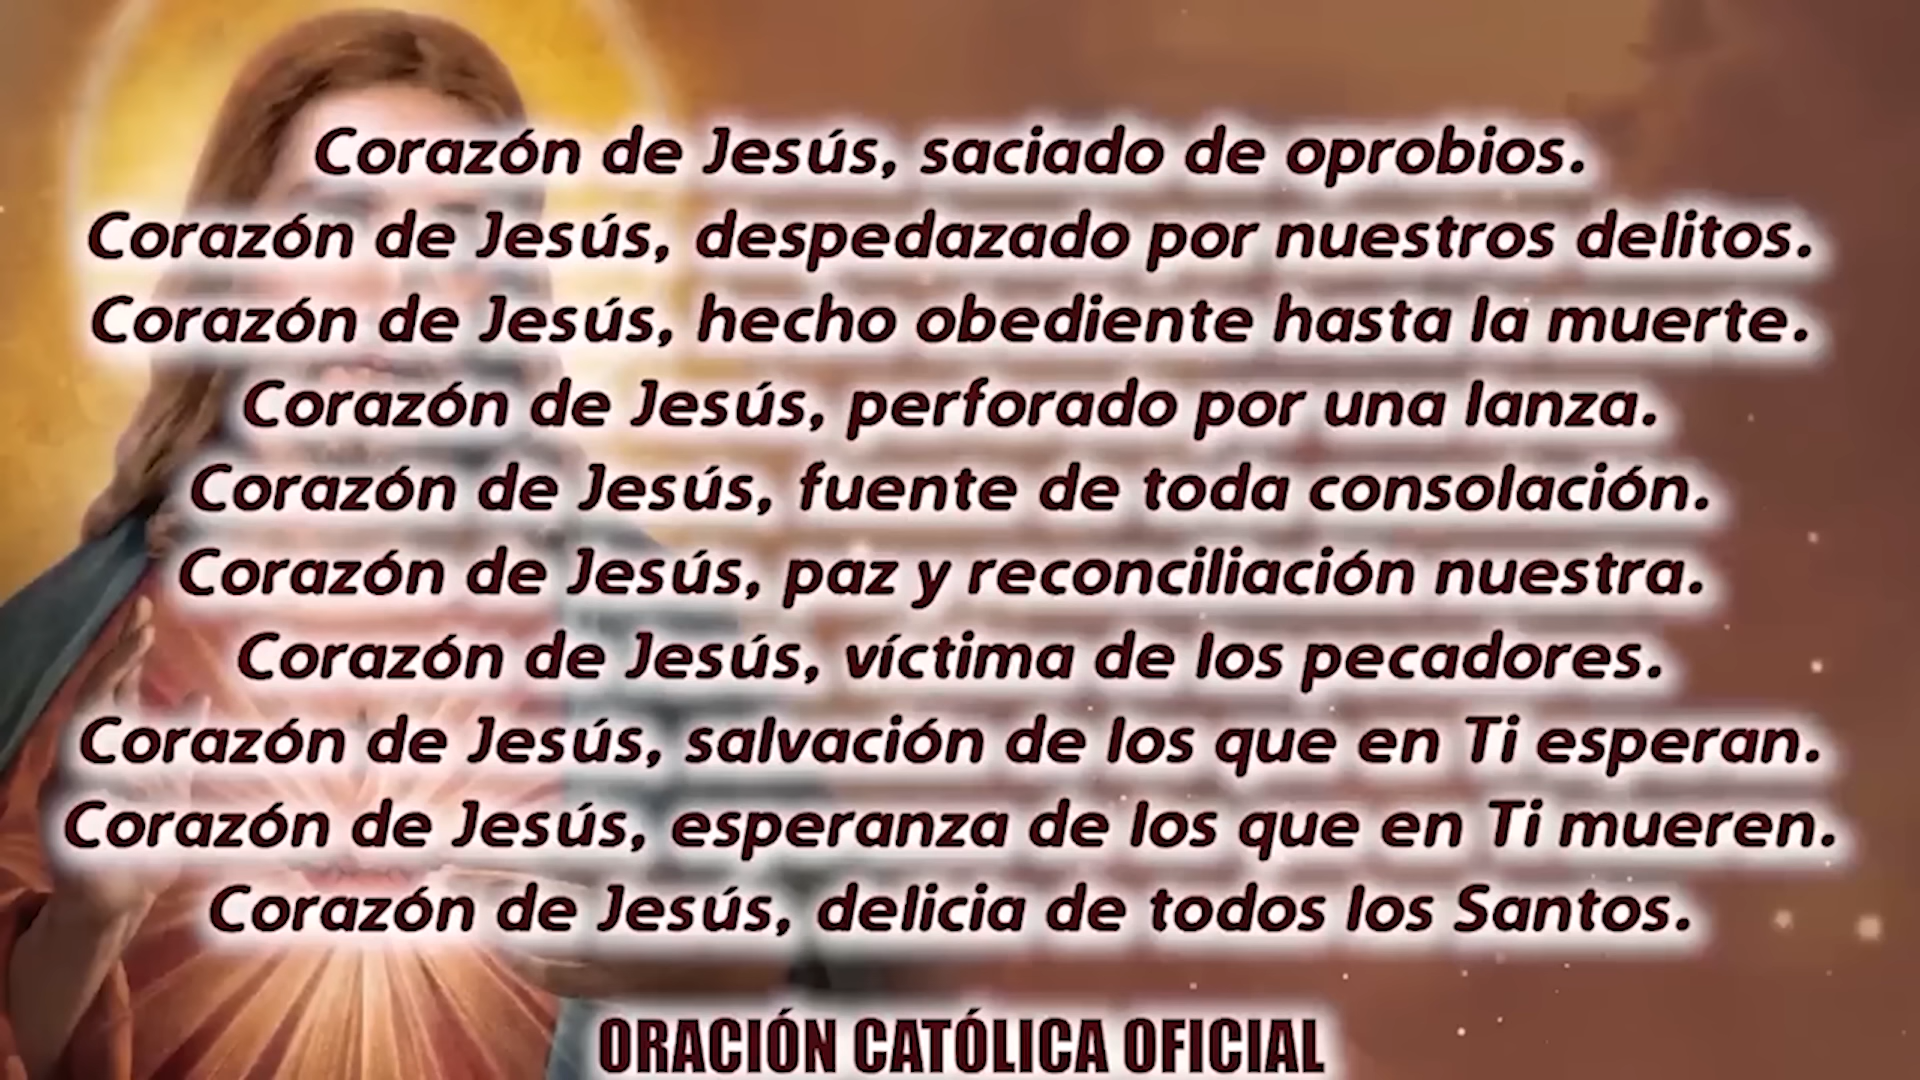 Corazón de Jesús, saciado de oprobios.
Corazón de Jesús, despedazado por nuestros delitos.
Corazón de Jesús, hecho obediente hasta la muerte.
Corazón de Jesús, perforado por una lanza.
Corazón de Jesús, fuente de toda consolación.
Corazón de Jesús, paz y reconciliación nuestra.
Corazón de Jesús, víctima de los pecadores.
Corazón de Jesús, salvación de los que en Ti esperan.
Corazón de Jesús, esperanza de los que en Ti mueren.
Corazón de Jesús, delicia de todos los Santos.
ORACIÓN CATÓLICA OFICIAL